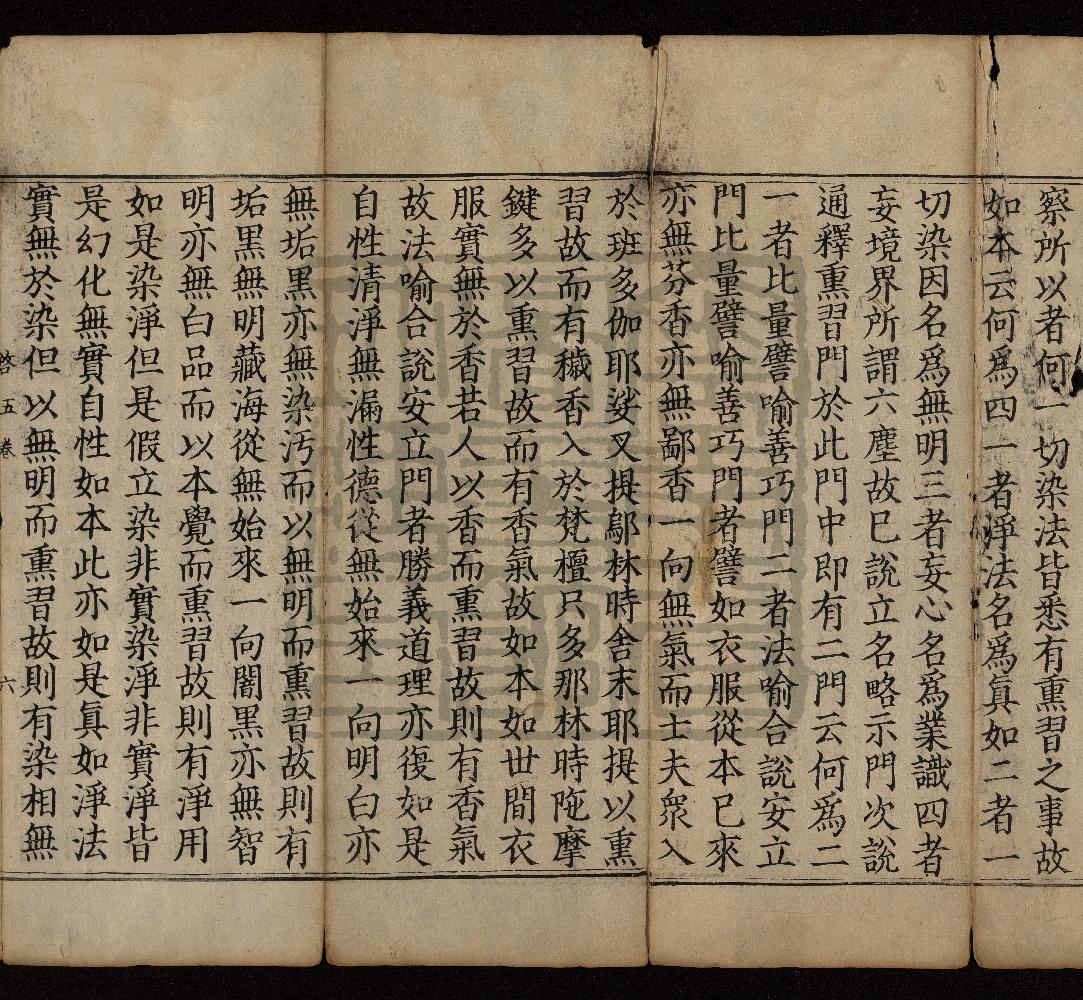 察所以者何一切染法皆悉有熏習之事故
如本云何爲四一者淨法名爲眞如二者一
切染因名爲無明三者妄心名爲業識四者
妄境界所謂六塵故已說立名略示門次說
通釋熏習門於此門中即有二門云何爲二
一者比量譬喻善巧門二者法喻合說安立
門比量譬喻善巧門者譬如衣服從本已來
亦無芬香亦無鄙香一向無氣而士夫衆入
於班多伽耶娑叉提鄔林時舍末耶提以熏
習故而有穢香入於梵檀只多那林時陁摩
鍵多以熏習故而有香氣故如本如世間衣
服實無於香若人以香而熏習故則有香氣
故法喻合說安立門者勝義道理亦復如是
自性清淨無漏性德從無始來一向明白亦
無垢黑亦無染汚而以無明而熏習故則有
垢黑無明藏海從無始來一向闇黑亦無智
明亦無白品而以本覺而熏習故則有淨用
如是染淨但是假立染非實染淨非實淨皆
是幻化無實自性如本此亦如是眞如淨法
實無於染但以無明而熏習故則有染相無
五卷 六